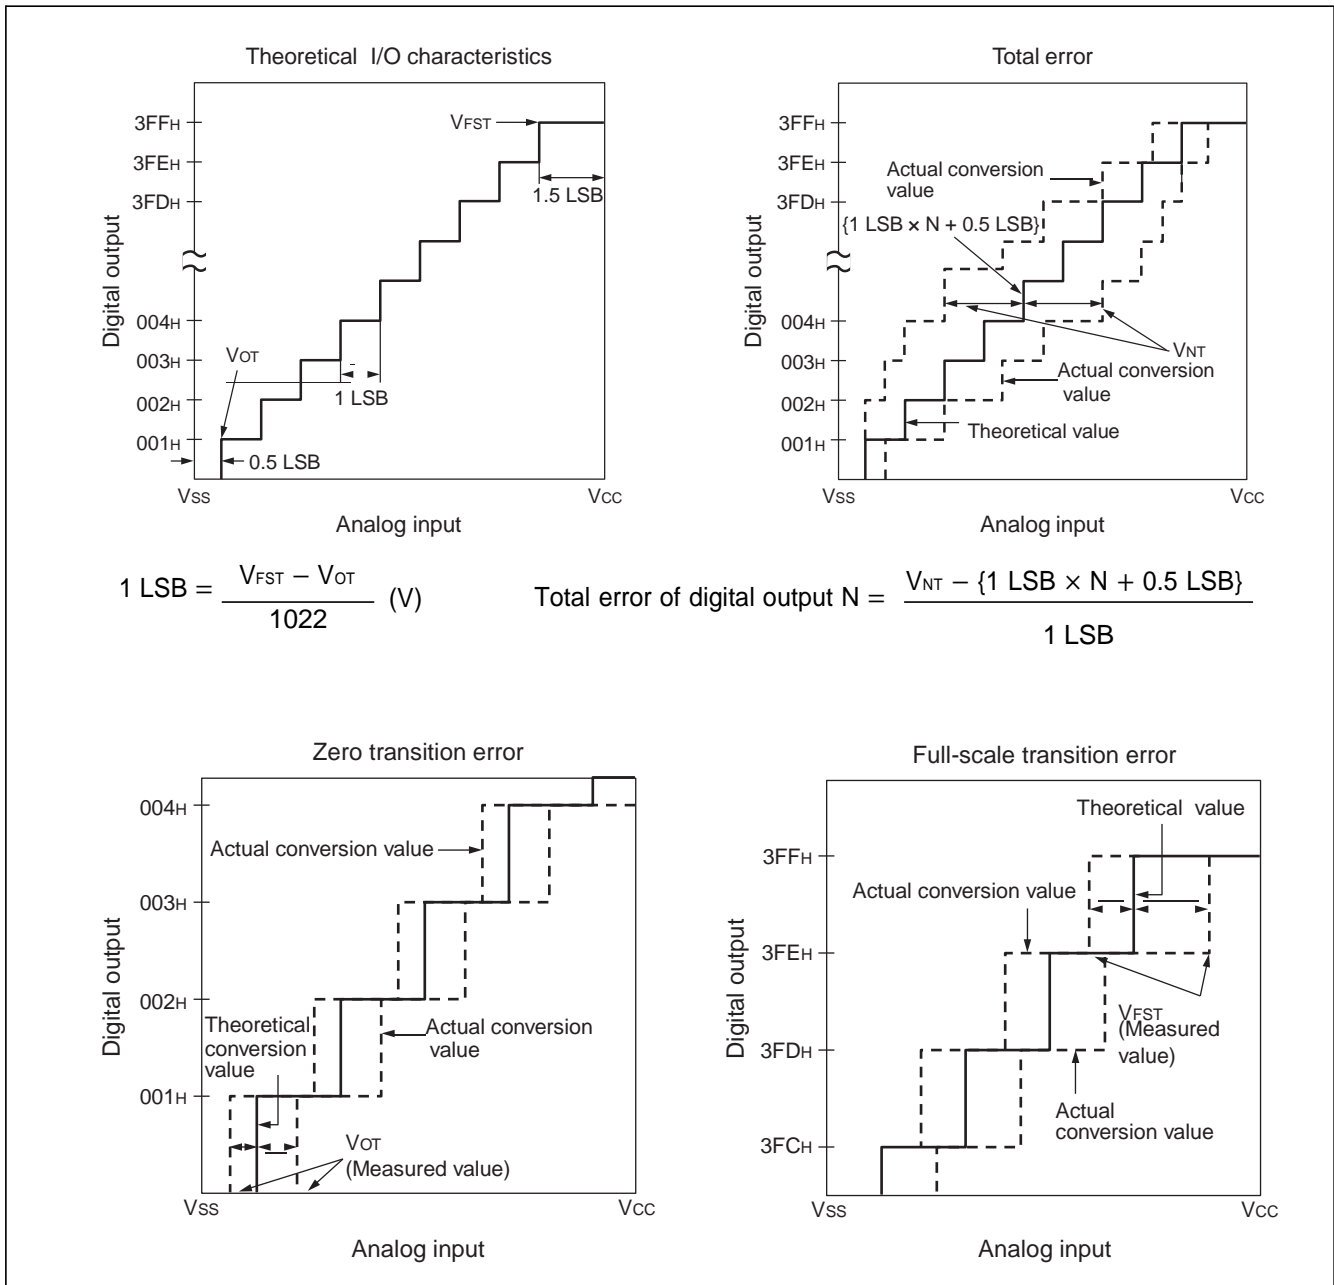 Theoretical I/O characteristics
3FFH
3FEH
3FDH
004H
003H
002H
001H
Digital output
VFST
1.5 LSB
VOT
1 LSB
0.5 LSB
VSS
VCC
Analog input
Total error
3FFH
3FEH
3FDH
004H
003H
002H
001H
Digital output
Actual conversion
value
{1 LSB × N + 0.5 LSB}
VNT
Actual conversion
value
Theoretical value
VSS
VCC
Analog input
1 LSB = VFST − VOT / 1022 (V)
Total error of digital output N = VNT − {1 LSB × N + 0.5 LSB} / 1 LSB
Zero transition error
004H
003H
002H
001H
Digital output
Actual conversion value
Theoretical
conversion
value
Actual conversion
value
VOT
(Measured value)
VSS
VCC
Analog input
Full-scale transition error
3FFH
3FEH
3FDH
3FCH
Digital output
Theoretical value
Actual conversion value
VFST
(Measured
value)
Actual
conversion value
VSS
VCC
Analog input